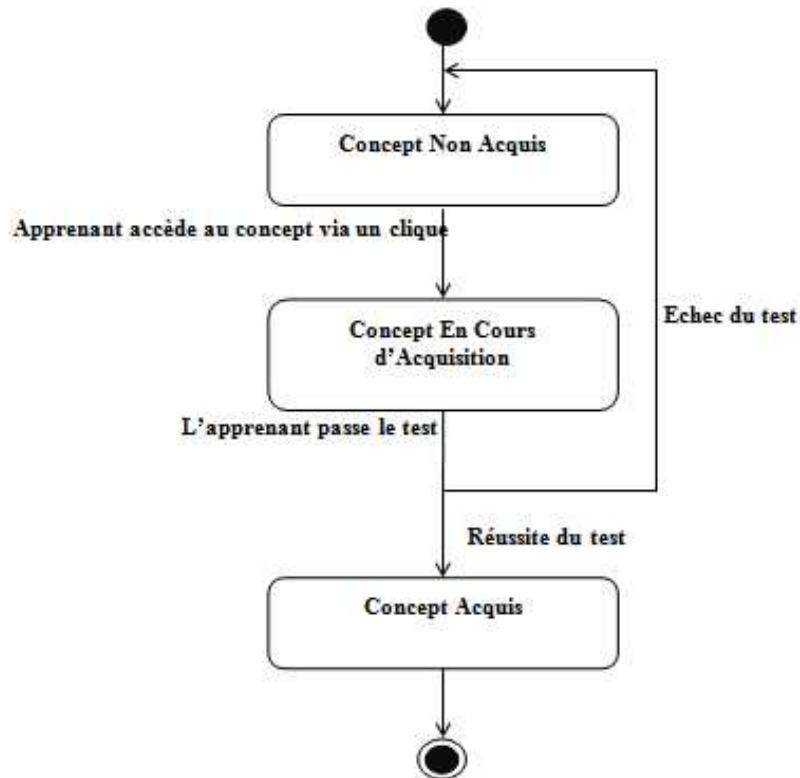 Concept Non Acquis
Apprenant accède au concept via un clique
Concept En Cours
d’Acquisition
Echec du test
L’apprenant passe le test
Réussite du test
Concept Acquis